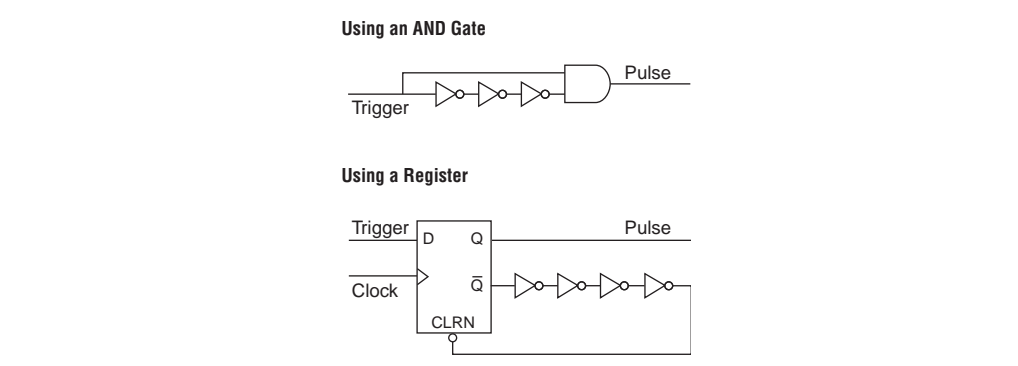 Using an AND Gate
Pulse
Trigger
Using a Register
Trigger
Pulse
D
Q
Clock
Q̅
CLRN